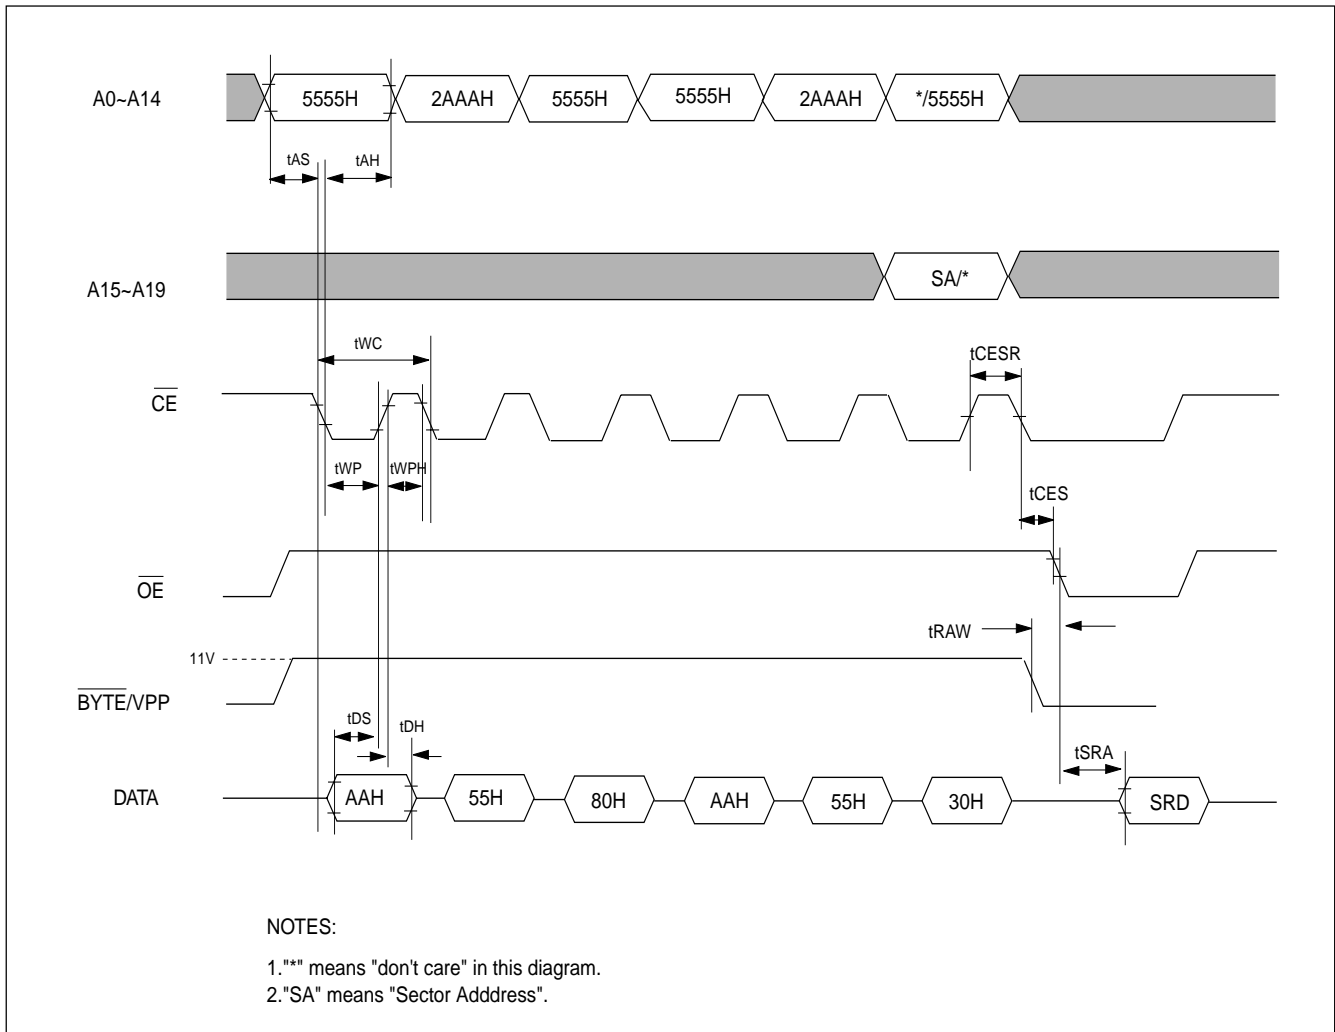 A0~A14
5555H
2AAAH
5555H
5555H
2AAAH
*/5555H
tAS
tAH
A15~A19
SA/*
tWC
tCESR
CE
tWP
tWPH
tCES
OE
tRAW
11V
BYTE/VPP
tDS
tDH
tSRA
DATA
AAH
55H
80H
AAH
55H
30H
SRD
NOTES:
1."*" means "don't care" in this diagram.
2."SA" means "Sector Adddress".